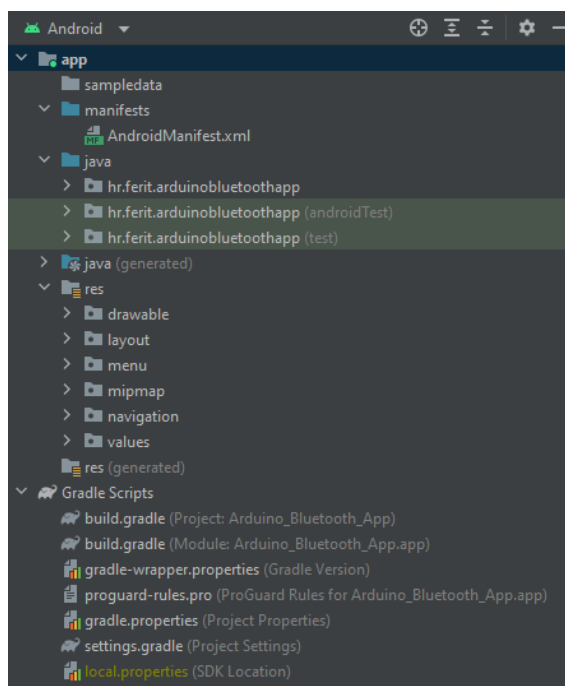 Android
app
sampledata
manifests
AndroidManifest.xml
java
hr.ferit.arduinobluetoothapp
hr.ferit.arduinobluetoothapp (androidTest)
hr.ferit.arduinobluetoothapp (test)
java (generated)
res
drawable
layout
menu
mipmap
navigation
values
res (generated)
Gradle Scripts
build.gradle (Project: Arduino_Bluetooth_App)
build.gradle (Module: Arduino_Bluetooth_App.app)
gradle-wrapper.properties (Gradle Version)
proguard-rules.pro (ProGuard Rules for Arduino_Bluetooth_App.app)
gradle.properties (Project Properties)
settings.gradle (Project Settings)
local.properties (SDK Location)